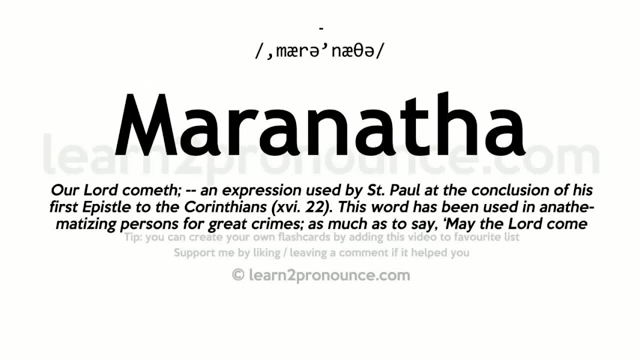 -
/ˌmærəˈnæθə/
Maranatha
learn2pronounce.com
Our Lord cometh; -- an expression used by St. Paul at the conclusion of his
first Epistle to the Corinthians (xvi. 22). This word has been used in anathe-
matizing persons for great crimes; as much as to say, ‘May the Lord come
Tip: you can create your own flashcards by adding this video to favourite list
Support me by liking / leaving a comment if it helped you
© learn2pronounce.com